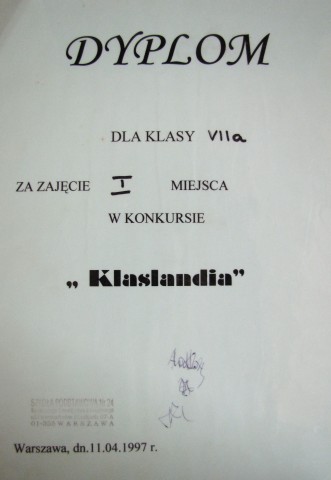 DYPLOM
DLA KLASY VIIa
ZA ZAJĘCIE I MIEJSCA
W KONKURSIE
„ Klaslandia”
Warszawa, dn.11.04.1997 r.